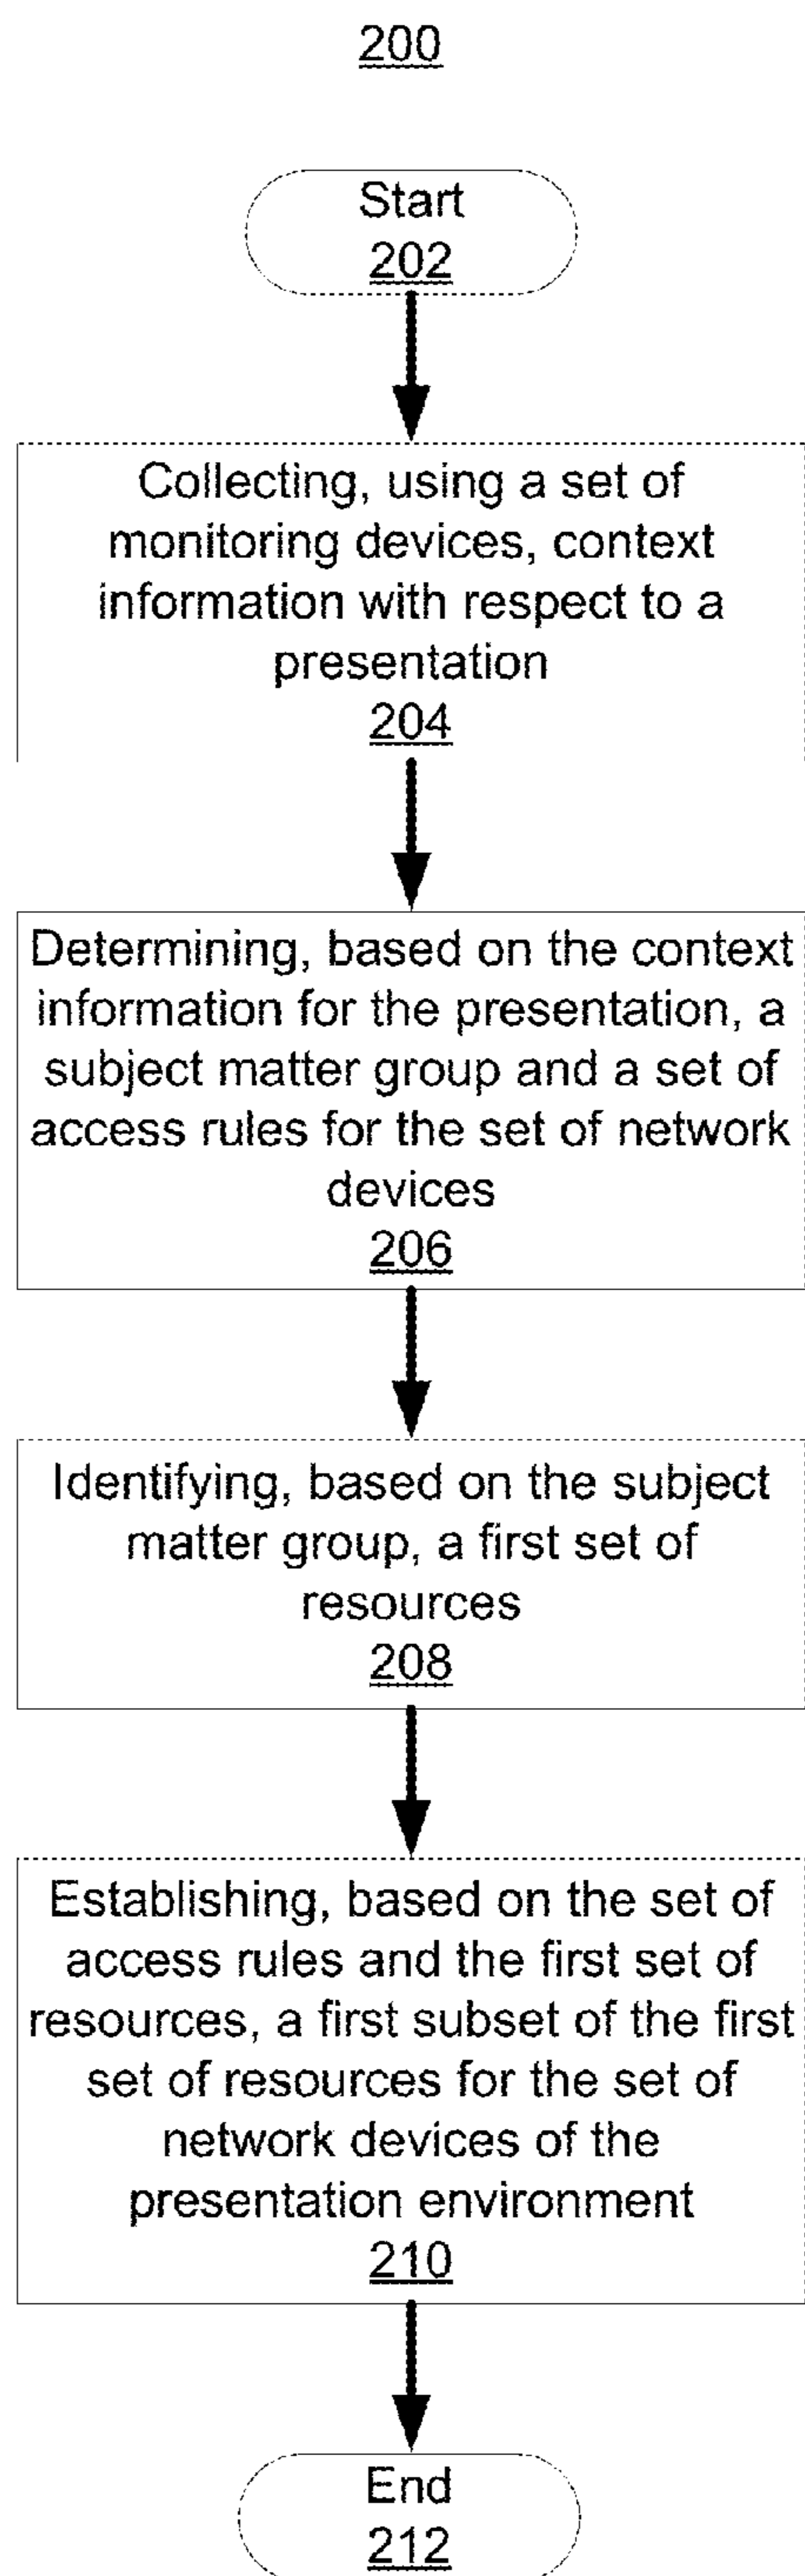 200
Start
202
Collecting, using a set of
monitoring devices, context
information with respect to a
presentation
204
Determining, based on the context
information for the presentation, a
subject matter group and a set of
access rules for the set of network
devices
206
Identifying, based on the subject
matter group, a first set of
resources
208
Establishing, based on the set of
access rules and the first set of
resources, a first subset of the first
set of resources for the set of
network devices of the
presentation environment
210
End
212